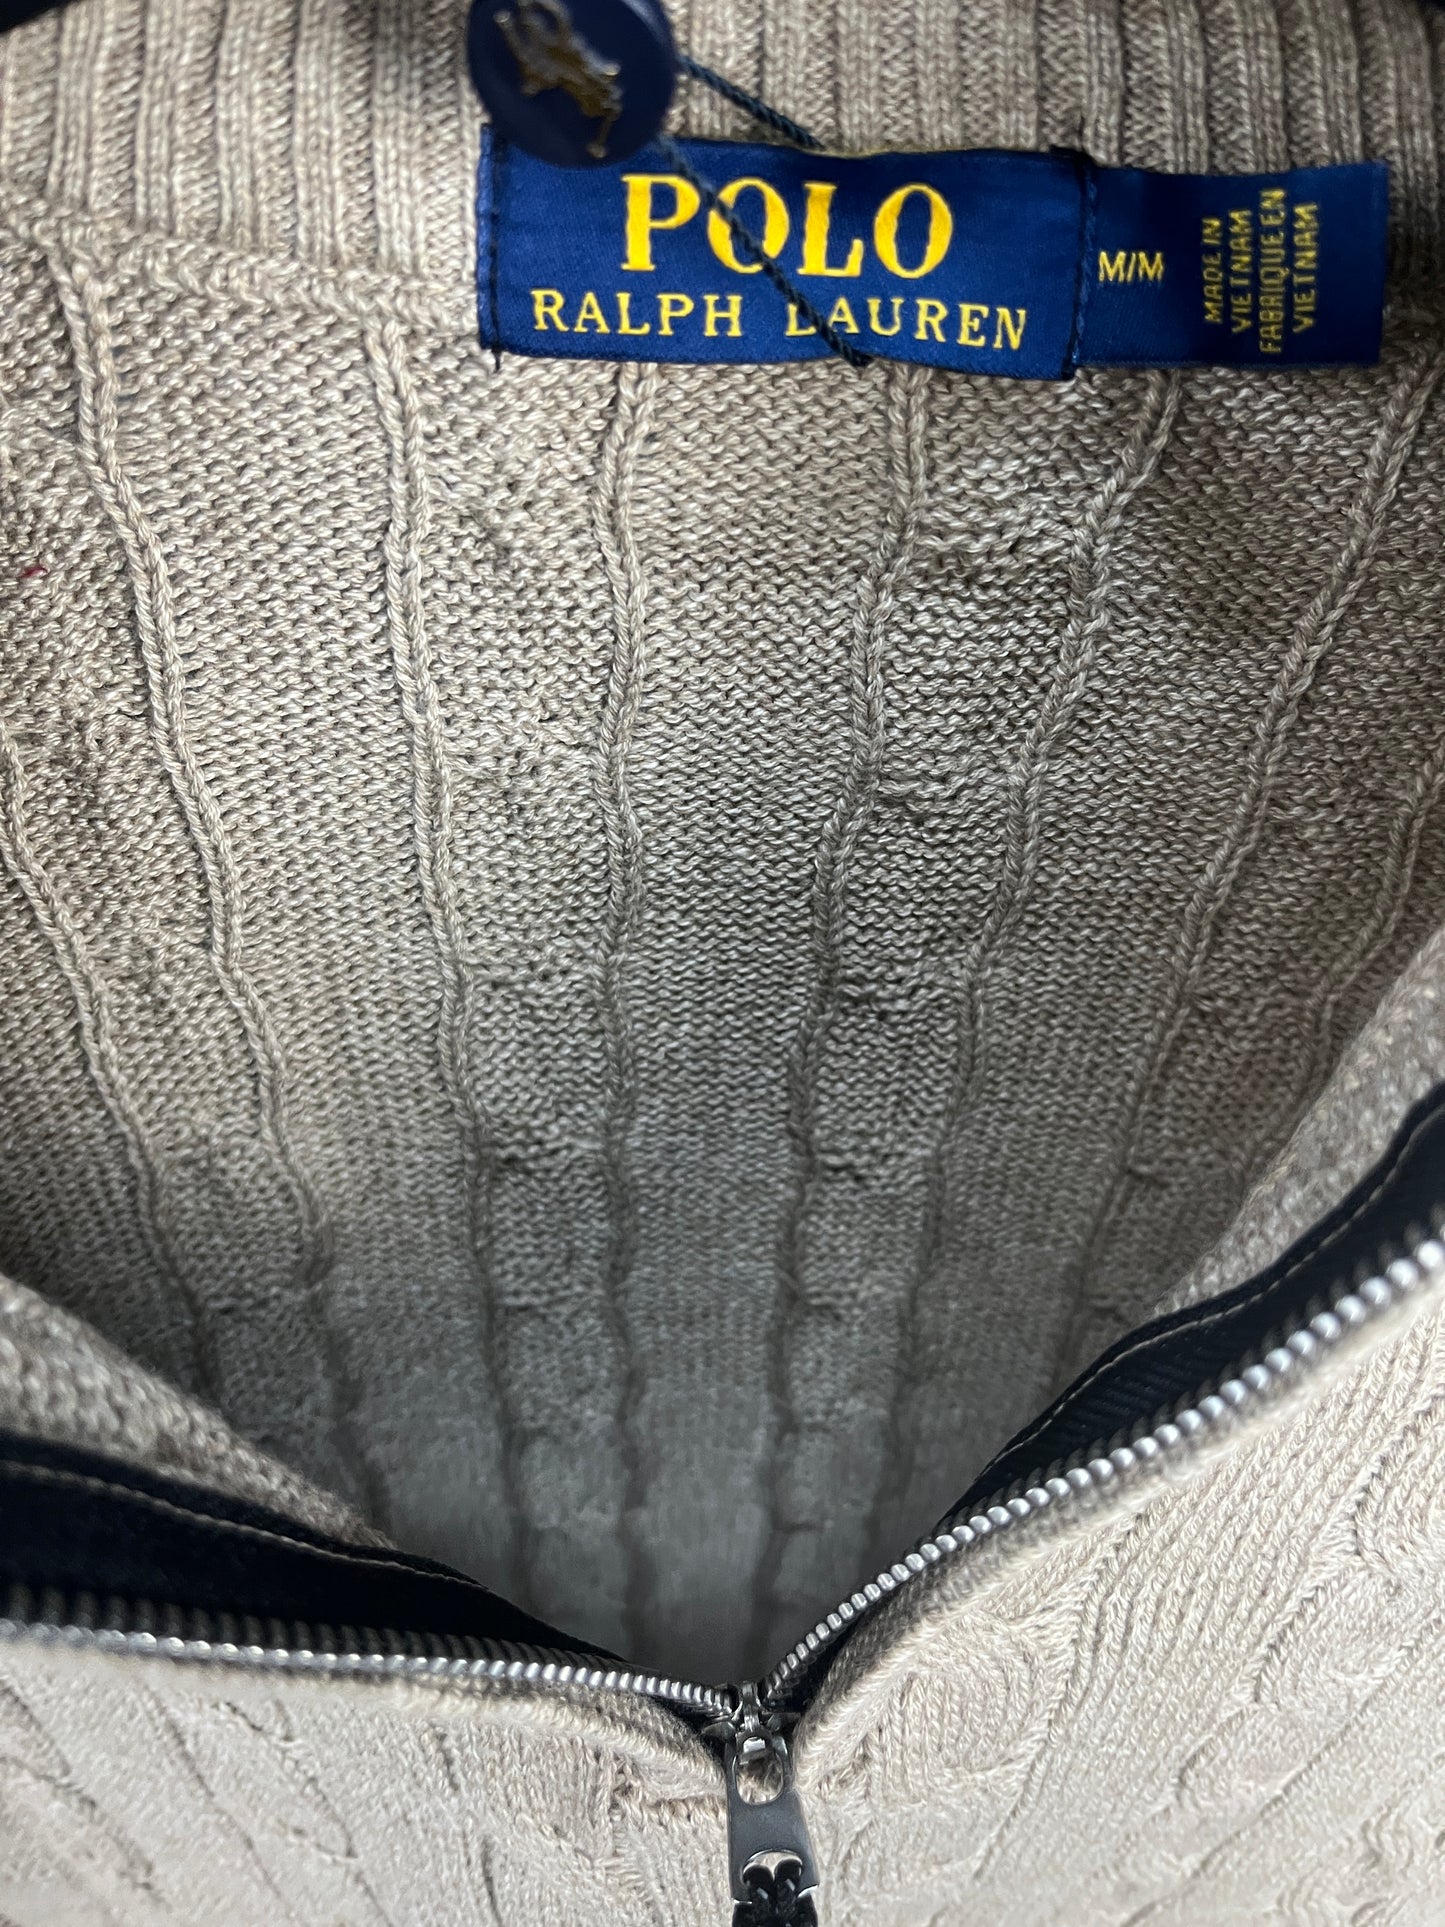 POLO
RALPH LAUREN
M/M
MADE IN
VIETNAM
FABRIQUE EN
VIETNAM